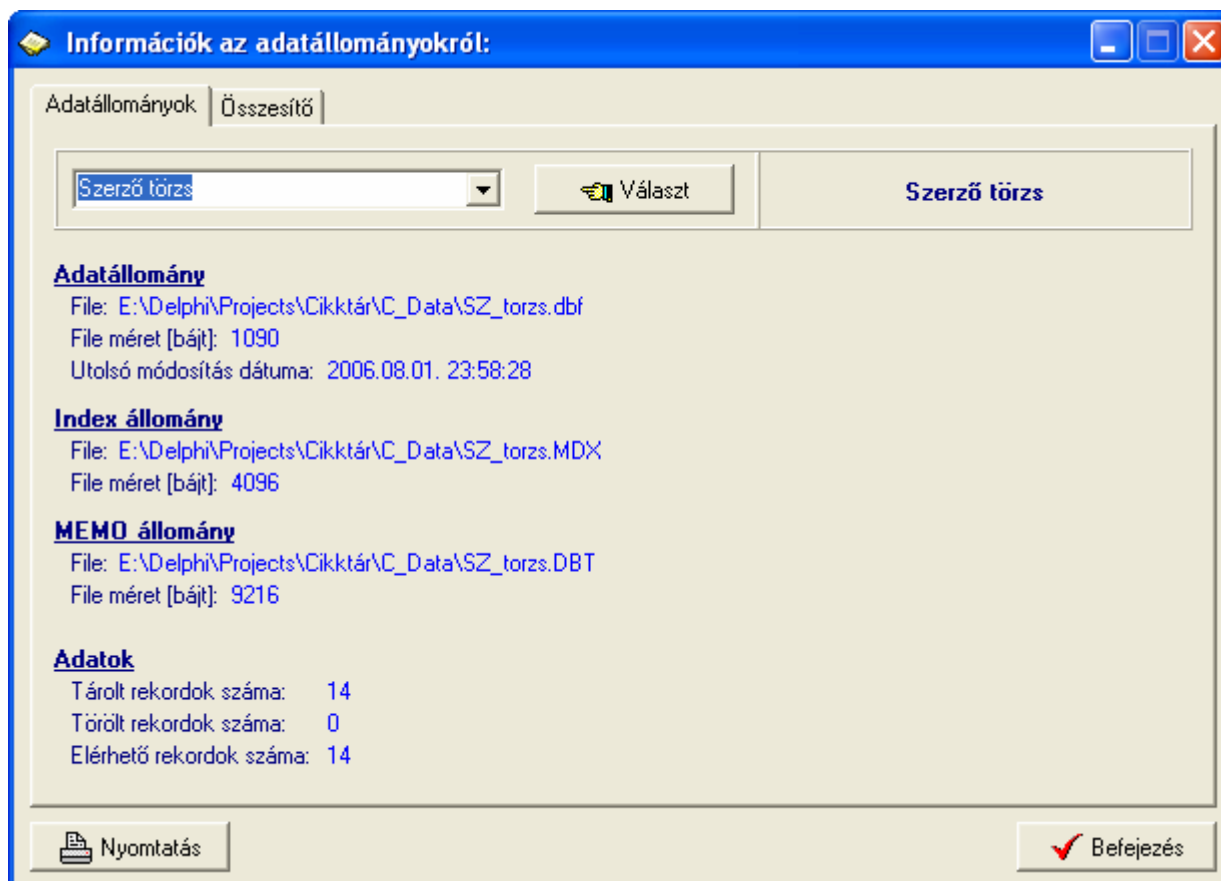 Információk az adatállományokról:
Adatállományok Összesítő
Szerző törzs Választ Szerző törzs
Adatállomány
File: E:\Delphi\Projects\Cikktár\C_Data\SZ_torzs.dbf
File méret [bájt]: 1090
Utolsó módosítás dátuma: 2006.08.01. 23:58:28
Index állomány
File: E:\Delphi\Projects\Cikktár\C_Data\SZ_torzs.MDX
File méret [bájt]: 4096
MEMO állomány
File: E:\Delphi\Projects\Cikktár\C_Data\SZ_torzs.DBT
File méret [bájt]: 9216
Adatok
Tárolt rekordok száma: 14
Törölt rekordok száma: 0
Elérhető rekordok száma: 14
Nyomtatás Befejezés